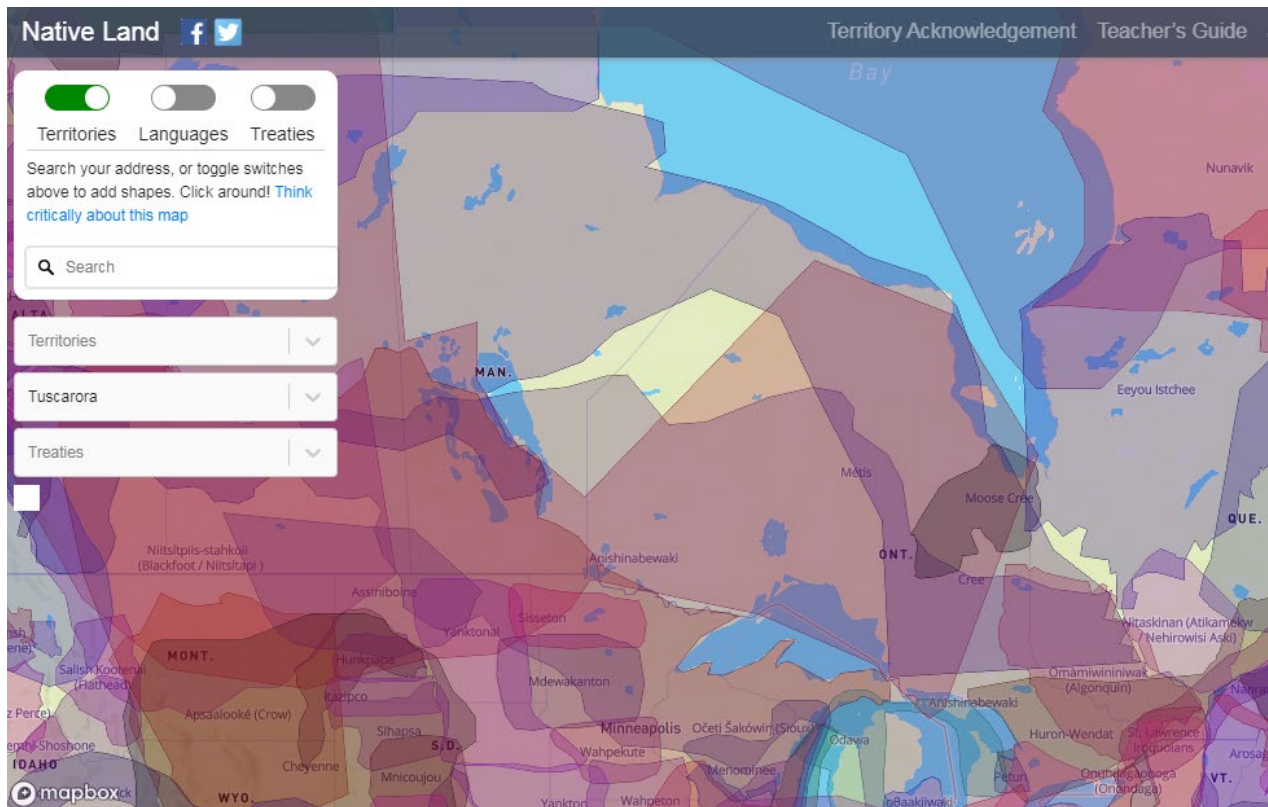 Native Land
Territory Acknowledgement Teacher's Guide
Bay
Territories Languages Treaties
Search your address, or toggle switches
above to add shapes. Click around! Think
critically about this map
Search
ALTA.
Territories
Tuscarora
Treaties
Nunavik
MAN.
Eeyou Istchee
Métis
Moose Cree
QUE.
ONT.
Cree
Niitsítpiis-stahkoii
(Blackfoot / Niitsítapi )
Anishinabewaki
Assiniboine
Sisseton
Yanktonai
Nitaskinan (Atikamekw
/ Nehirowisi Aski)
MONT.
Salish Kootenai
(Flathead)
Hunkpapa
Itazipco
Mdewakanton
Omámiwininiwak
(Algonquin)
Anishinabewaki
Apsaalooké (Crow)
Sihapsa
S.D.
Minneapolis
Očeti Šakówiŋ (Sioux)
Wahpekute
Odawa
Huron-Wendat
St. Lawrence
Iroquoians
IDAHO
Cheyenne
Mnicoujou
Menominee
Petun
(Onondaga)
VT.
mapbox
WYO.
Yankton
Wahpeton